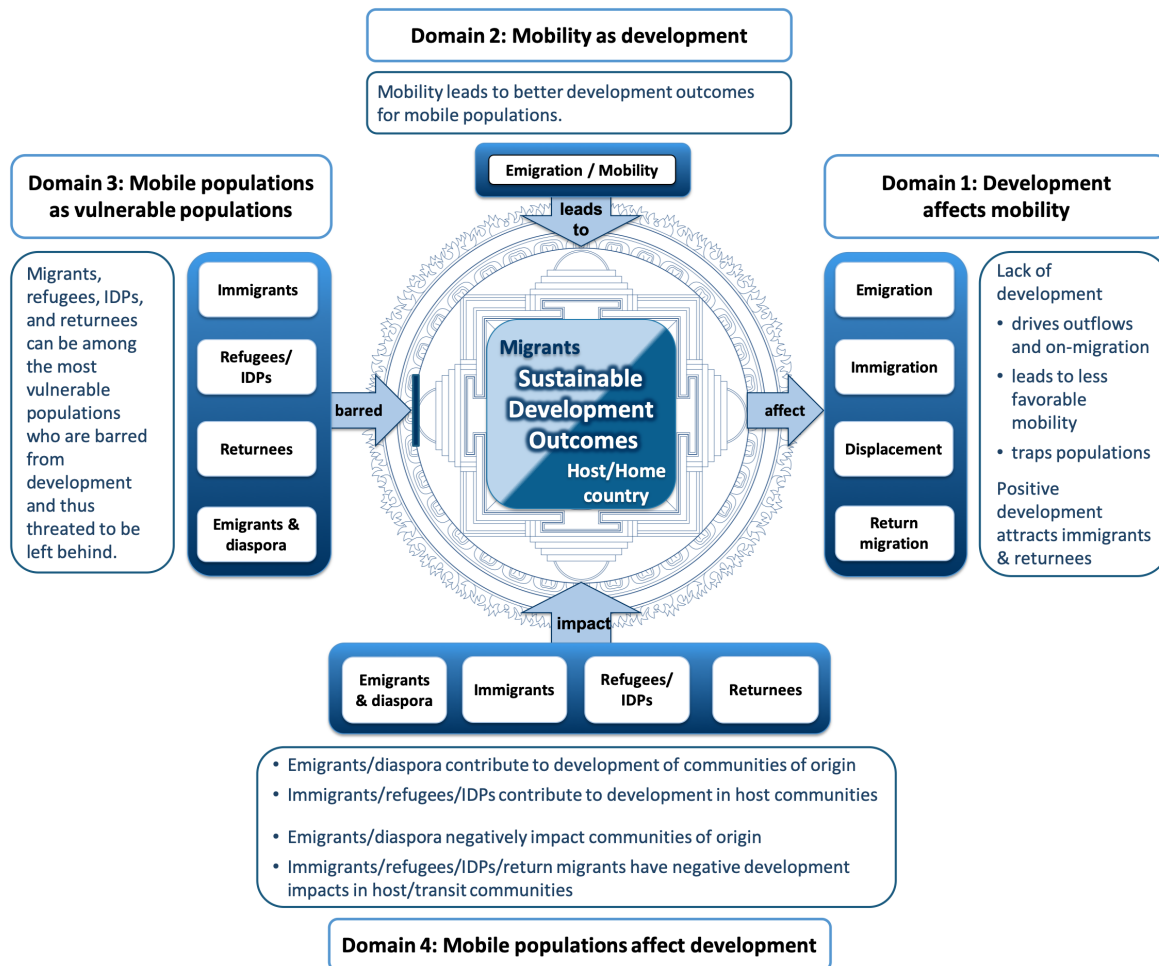 Domain 2: Mobility as development
Mobility leads to better development outcomes
for mobile populations.
Emigration / Mobility
leads
to
Domain 3: Mobile populations
as vulnerable populations
Migrants,
refugees, IDPs,
and returnees
can be among
the most
vulnerable
populations
who are barred
from
development
and thus
threated to be
left behind.
Immigrants
Refugees/
IDPs
Returnees
Emigrants &
diaspora
barred
Migrants
Sustainable
Development
Outcomes
Host/Home
country
affect
Domain 1: Development
affects mobility
Emigration
Immigration
Displacement
Return
migration
Lack of
development
• drives outflows
and on-migration
• leads to less
favorable
mobility
• traps populations
Positive
development
attracts immigrants
& returnees
impact
Emigrants
& diaspora
Immigrants
Refugees/
IDPs
Returnees
• Emigrants/diaspora contribute to development of communities of origin
• Immigrants/refugees/IDPs contribute to development in host communities
• Emigrants/diaspora negatively impact communities of origin
• Immigrants/refugees/IDPs/return migrants have negative development
impacts in host/transit communities
Domain 4: Mobile populations affect development